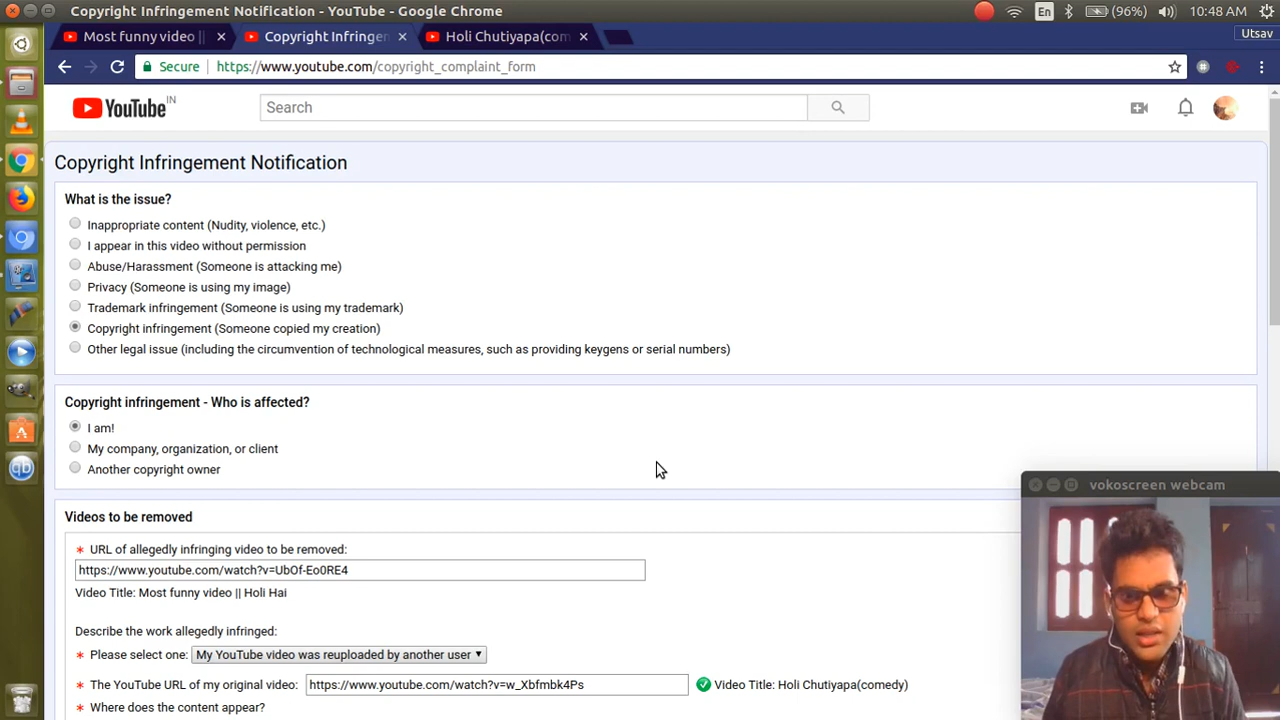 Copyright Infringement Notification - YouTube - Google Chrome
En
(96%)
10:48 AM
Most funny video ||
Copyright Infringe
Holi Chutiyapa(com
Utsav
Secure
https://www.youtube.com/copyright_complaint_form
YouTube IN
Search
Copyright Infringement Notification
What is the issue?
Inappropriate content (Nudity, violence, etc.)
I appear in this video without permission
Abuse/Harassment (Someone is attacking me)
Privacy (Someone is using my image)
Trademark infringement (Someone is using my trademark)
Copyright infringement (Someone copied my creation)
Other legal issue (including the circumvention of technological measures, such as providing keygens or serial numbers)
Copyright infringement - Who is affected?
I am!
My company, organization, or client
Another copyright owner
vokoscreen webcam
Videos to be removed
* URL of allegedly infringing video to be removed:
https://www.youtube.com/watch?v=UbOf-Eo0RE4
Video Title: Most funny video || Holi Hai
Describe the work allegedly infringed:
* Please select one: My YouTube video was reuploaded by another user
* The YouTube URL of my original video: https://www.youtube.com/watch?v=w_Xbfmbk4Ps Video Title: Holi Chutiyapa(comedy)
* Where does the content appear?
qb